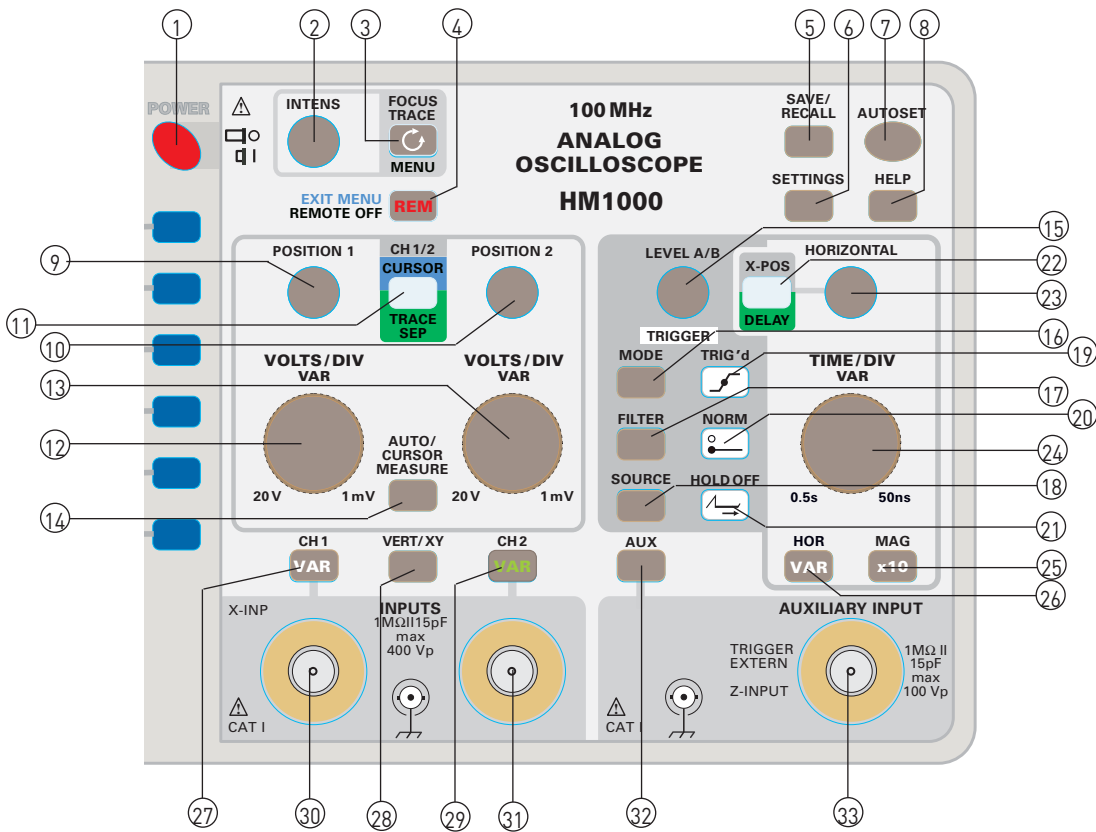 1
2
3
4
5
6
7
8
POWER
INTENS
FOCUS
TRACE
MENU
EXIT MENU
REMOTE OFF
REM
100 MHz
ANALOG
OSCILLOSCOPE
HM1000
SAVE/
RECALL
AUTOSET
SETTINGS
HELP
9
11
10
13
12
14
POSITION 1
CH 1/2
CURSOR
TRACE
SEP
POSITION 2
VOLTS / DIV
VAR
VOLTS / DIV
VAR
AUTO/
CURSOR
MEASURE
20 V
1 mV
20 V
1 mV
LEVEL A/B
X-POS
DELAY
HORIZONTAL
TRIGGER
MODE
TRIG'd
FILTER
NORM
SOURCE
HOLD OFF
TIME / DIV
VAR
0.5s
50ns
15
22
23
16
19
17
20
24
18
21
25
26
CH 1
VAR
VERT/XY
CH 2
VAR
AUX
HOR
VAR
MAG
x10
X-INP
INPUTS
1MΩII15pF
max
400 Vp
CAT I
AUXILIARY INPUT
TRIGGER
EXTERN
Z-INPUT
1MΩ II
15pF
max
100 Vp
CAT I
27
30
28
29
31
32
33